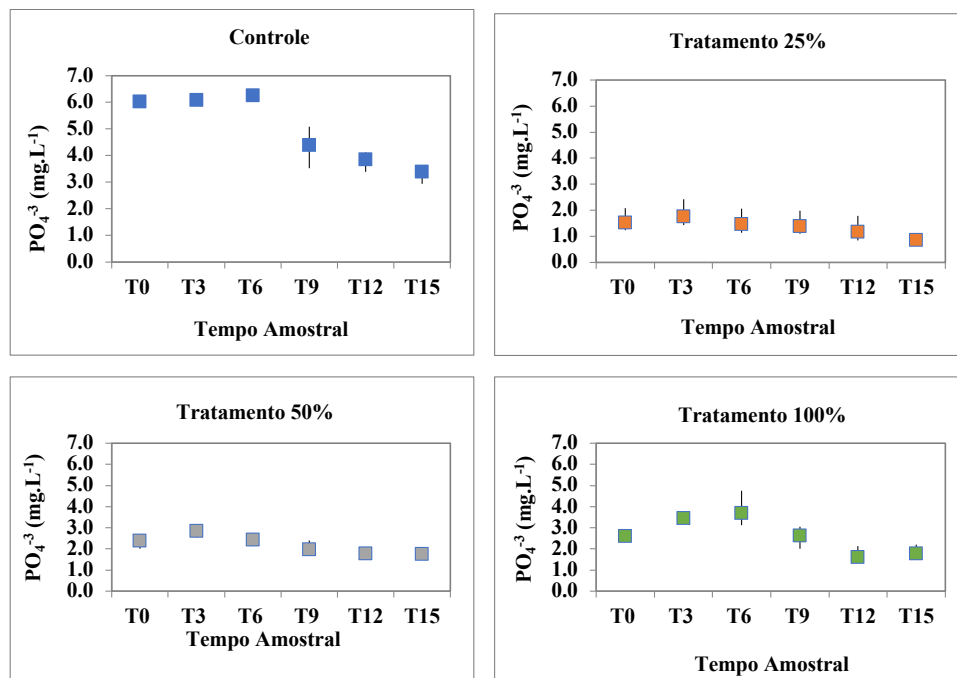 Controle
PO4-3 (mg.L-1)
7.0
6.0
5.0
4.0
3.0
2.0
1.0
0.0
T0 T3 T6 T9 T12 T15
Tempo Amostral
Tratamento 25%
PO4-3 (mg.L-1)
7.0
6.0
5.0
4.0
3.0
2.0
1.0
0.0
T0 T3 T6 T9 T12 T15
Tempo Amostral
Tratamento 50%
PO4-3 (mg.L-1)
7.0
6.0
5.0
4.0
3.0
2.0
1.0
0.0
T0 T3 T6 T9 T12 T15
Tempo Amostral
Tratamento 100%
PO4-3 (mg.L-1)
7.0
6.0
5.0
4.0
3.0
2.0
1.0
0.0
T0 T3 T6 T9 T12 T15
Tempo Amostral